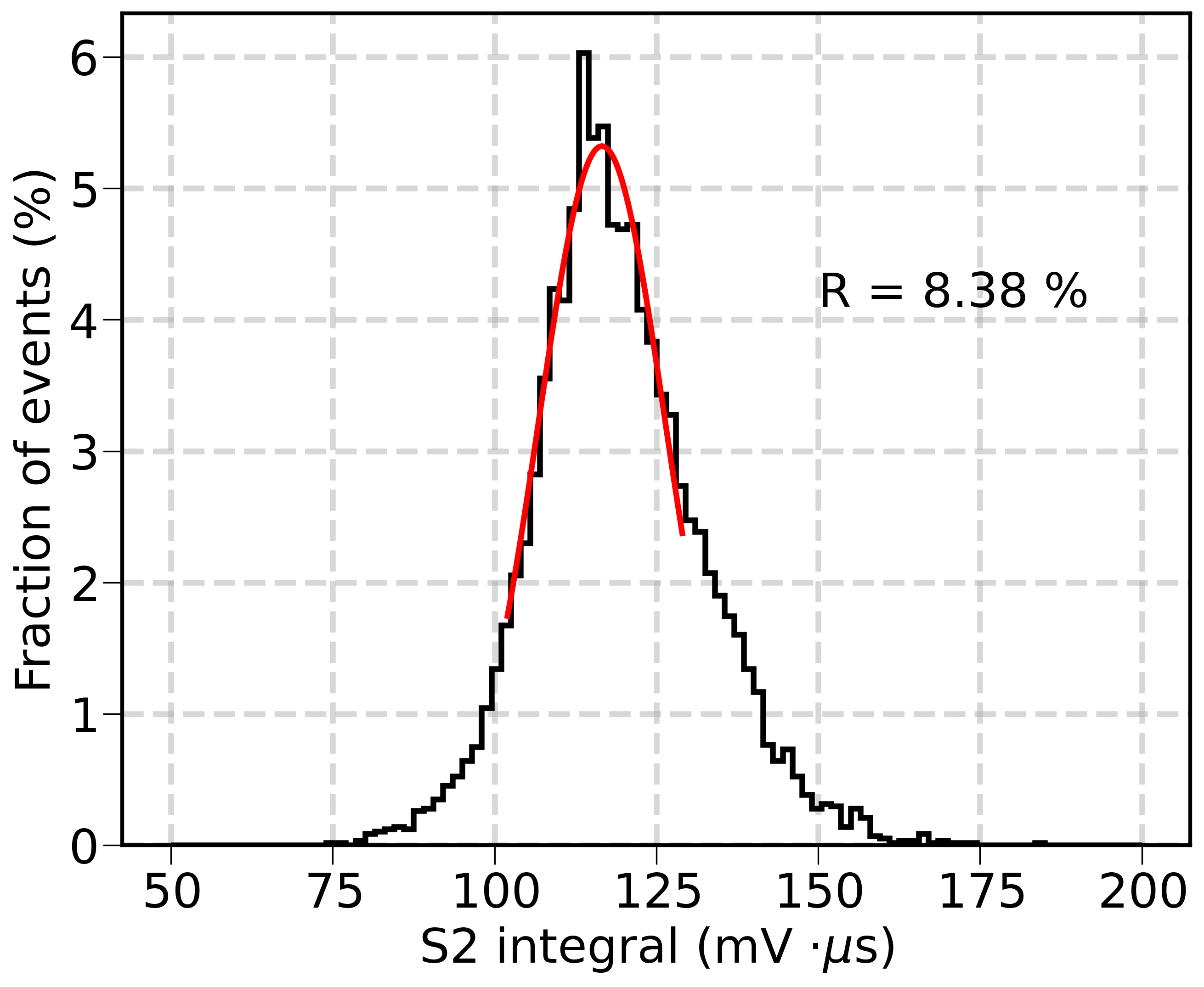 6
5
4
3
2
1
0
Fraction of events (%)
R = 8.38 %
50 75 100 125 150 175 200
S2 integral (mV ·μs)